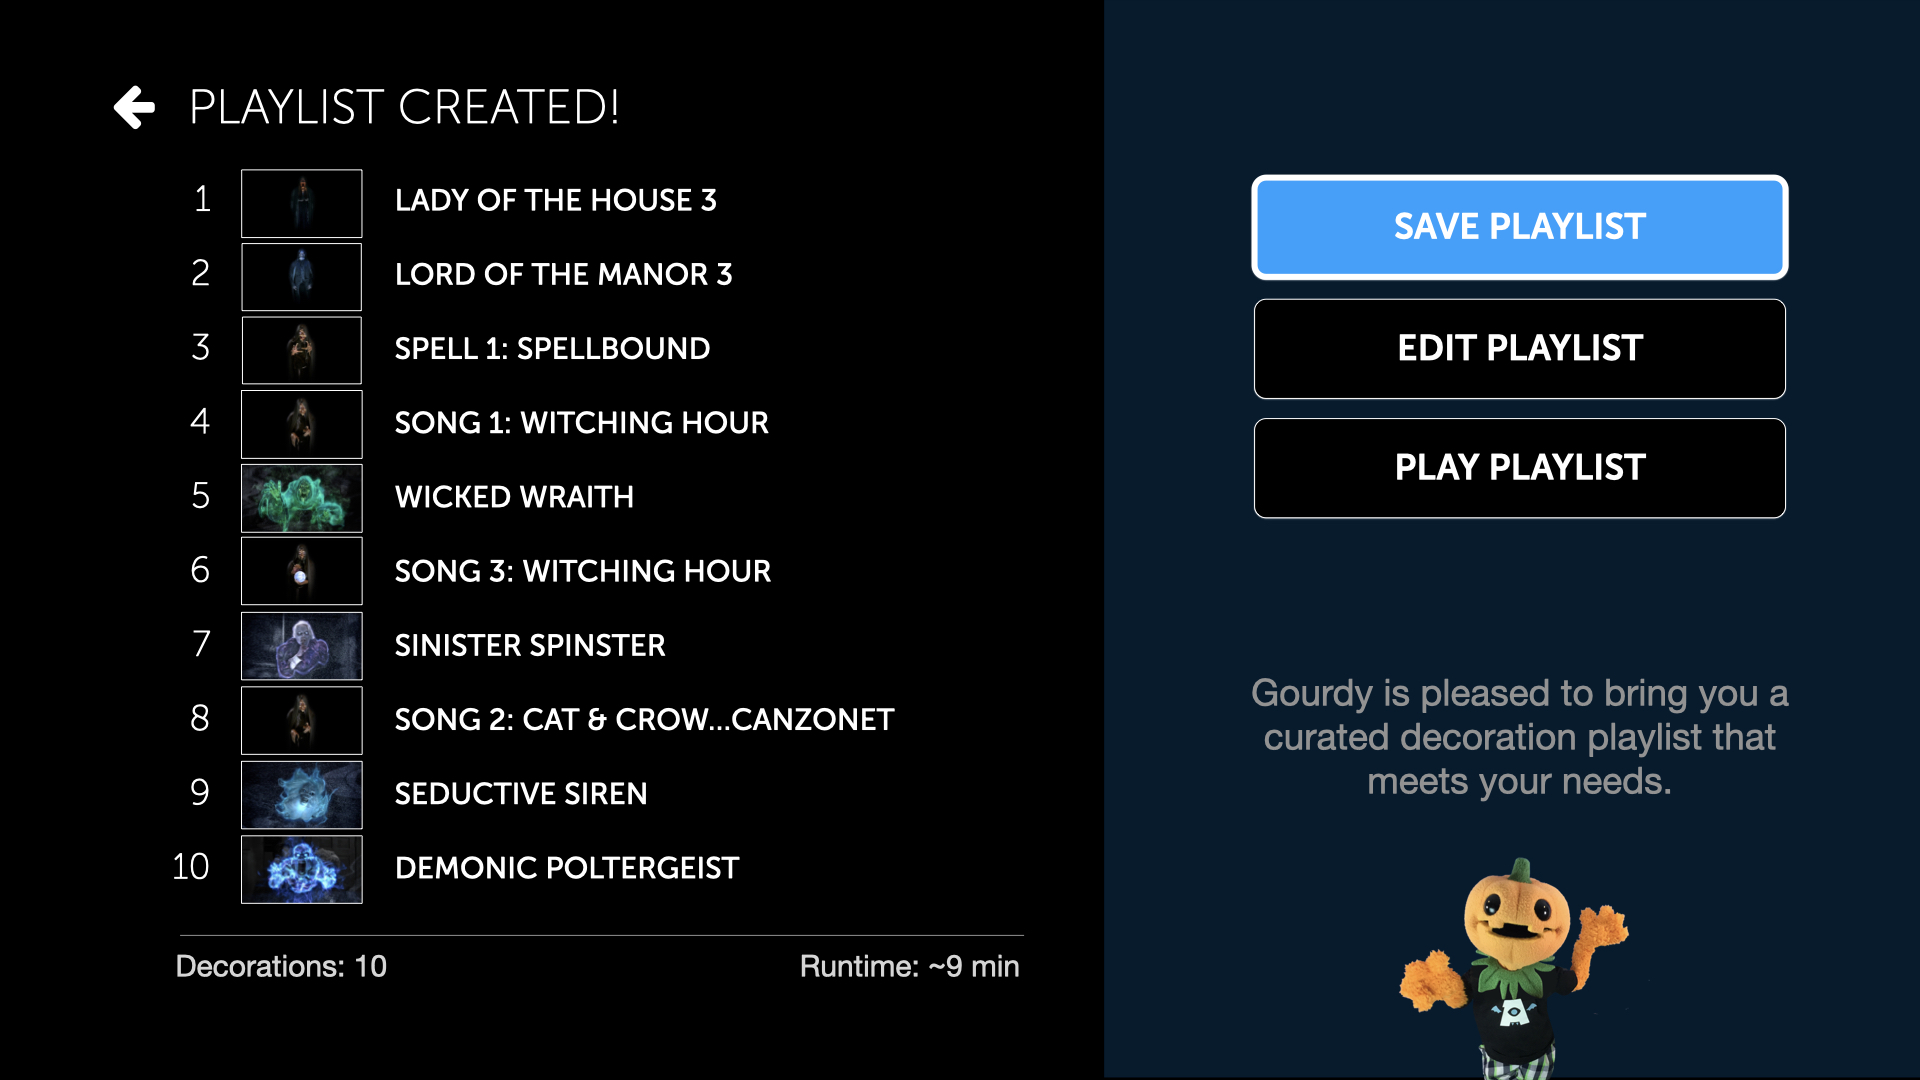 PLAYLIST CREATED!
1 LADY OF THE HOUSE 3
2 LORD OF THE MANOR 3
3 SPELL 1: SPELLBOUND
4 SONG 1: WITCHING HOUR
5 WICKED WRAITH
6 SONG 3: WITCHING HOUR
7 SINISTER SPINSTER
8 SONG 2: CAT & CROW...CANZONET
9 SEDUCTIVE SIREN
10 DEMONIC POLTERGEIST
Decorations: 10
Runtime: ~9 min
SAVE PLAYLIST
EDIT PLAYLIST
PLAY PLAYLIST
Gourdy is pleased to bring you a
curated decoration playlist that
meets your needs.